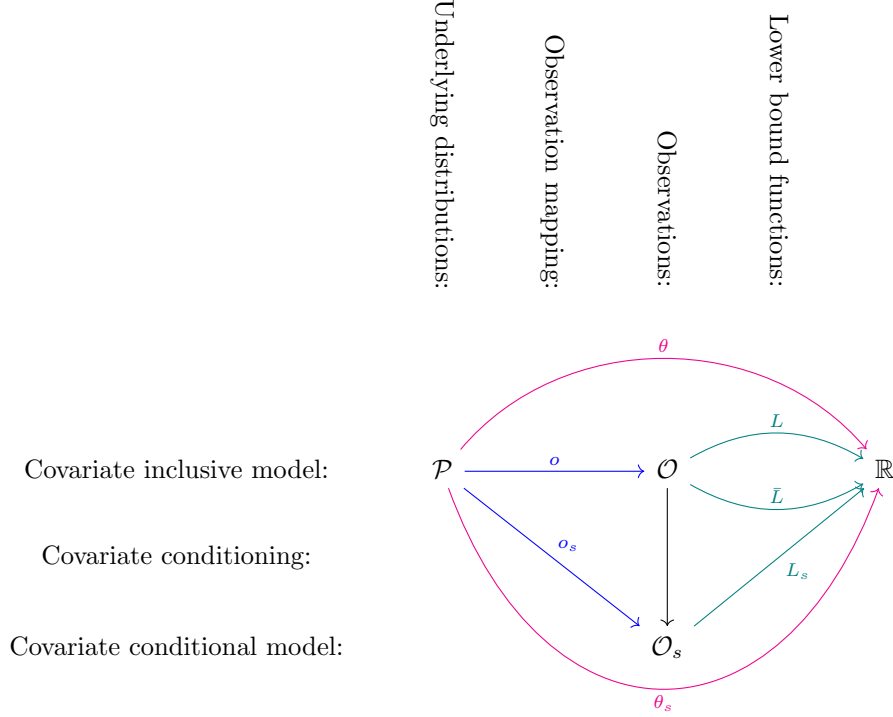 Underlying distributions::
Observation mapping::
Observations::
Lower bound functions::
θ
Covariate inclusive model:
𝒫
o
𝒪
L
L̄
ℝ
Covariate conditioning:
o_s
L_s
Covariate conditional model:
𝒪_s
θ_s